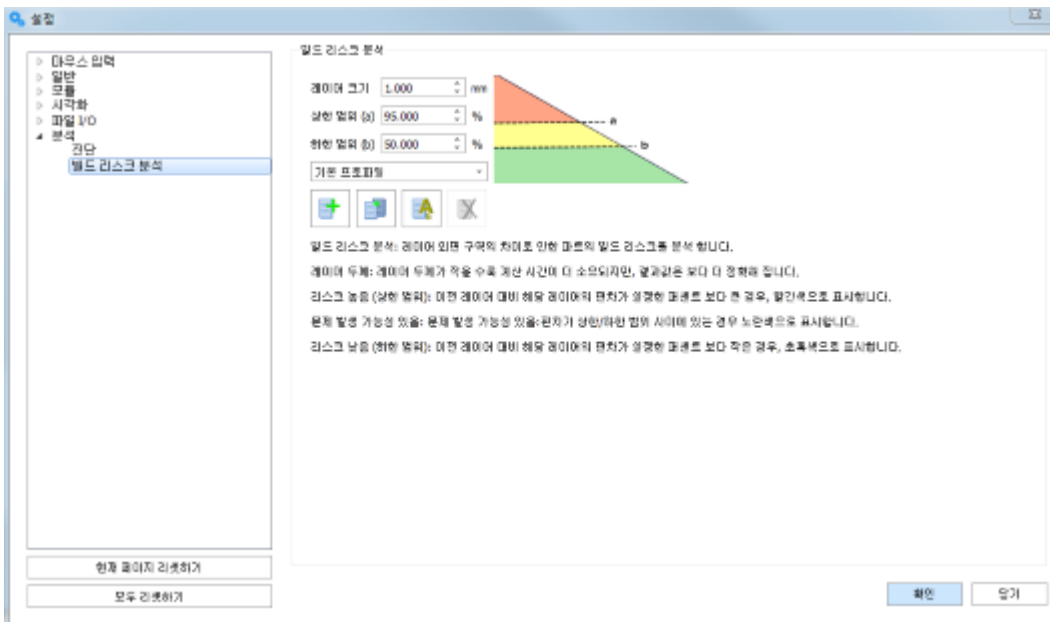 설정
마우스 입력
일반
모듈
시각화
파일 I/O
분석
진단
빌드 리스크 분석
현재 페이지 리셋하기
모두 리셋하기
빌드 리스크 분석
레이어 크기 1.000 mm
상한 범위 (a) 95.000 %
하한 범위 (b) 50.000 %
기본 프로파일
a
b
빌드 리스크 분석: 레이어 외면 구역의 차이로 인한 파트의 빌드 리스크를 분석 합니다.
레이어 두께: 레이어 두께가 작을 수록 계산 시간이 더 소요되지만, 결과값은 보다 더 정확해 집니다.
리스크 높음 (상한 범위): 이전 레이어 대비 해당 레이어의 편차가 설정한 퍼센트 보다 큰 경우, 빨간색으로 표시합니다.
문제 발생 가능성 있음: 문제 발생 가능성 있음:편차가 상한/하한 범위 사이에 있는 경우 노란색으로 표시합니다.
리스크 낮음 (하한 범위): 이전 레이어 대비 해당 레이어의 편차가 설정한 퍼센트 보다 작은 경우, 초록색으로 표시합니다.
확인
닫기